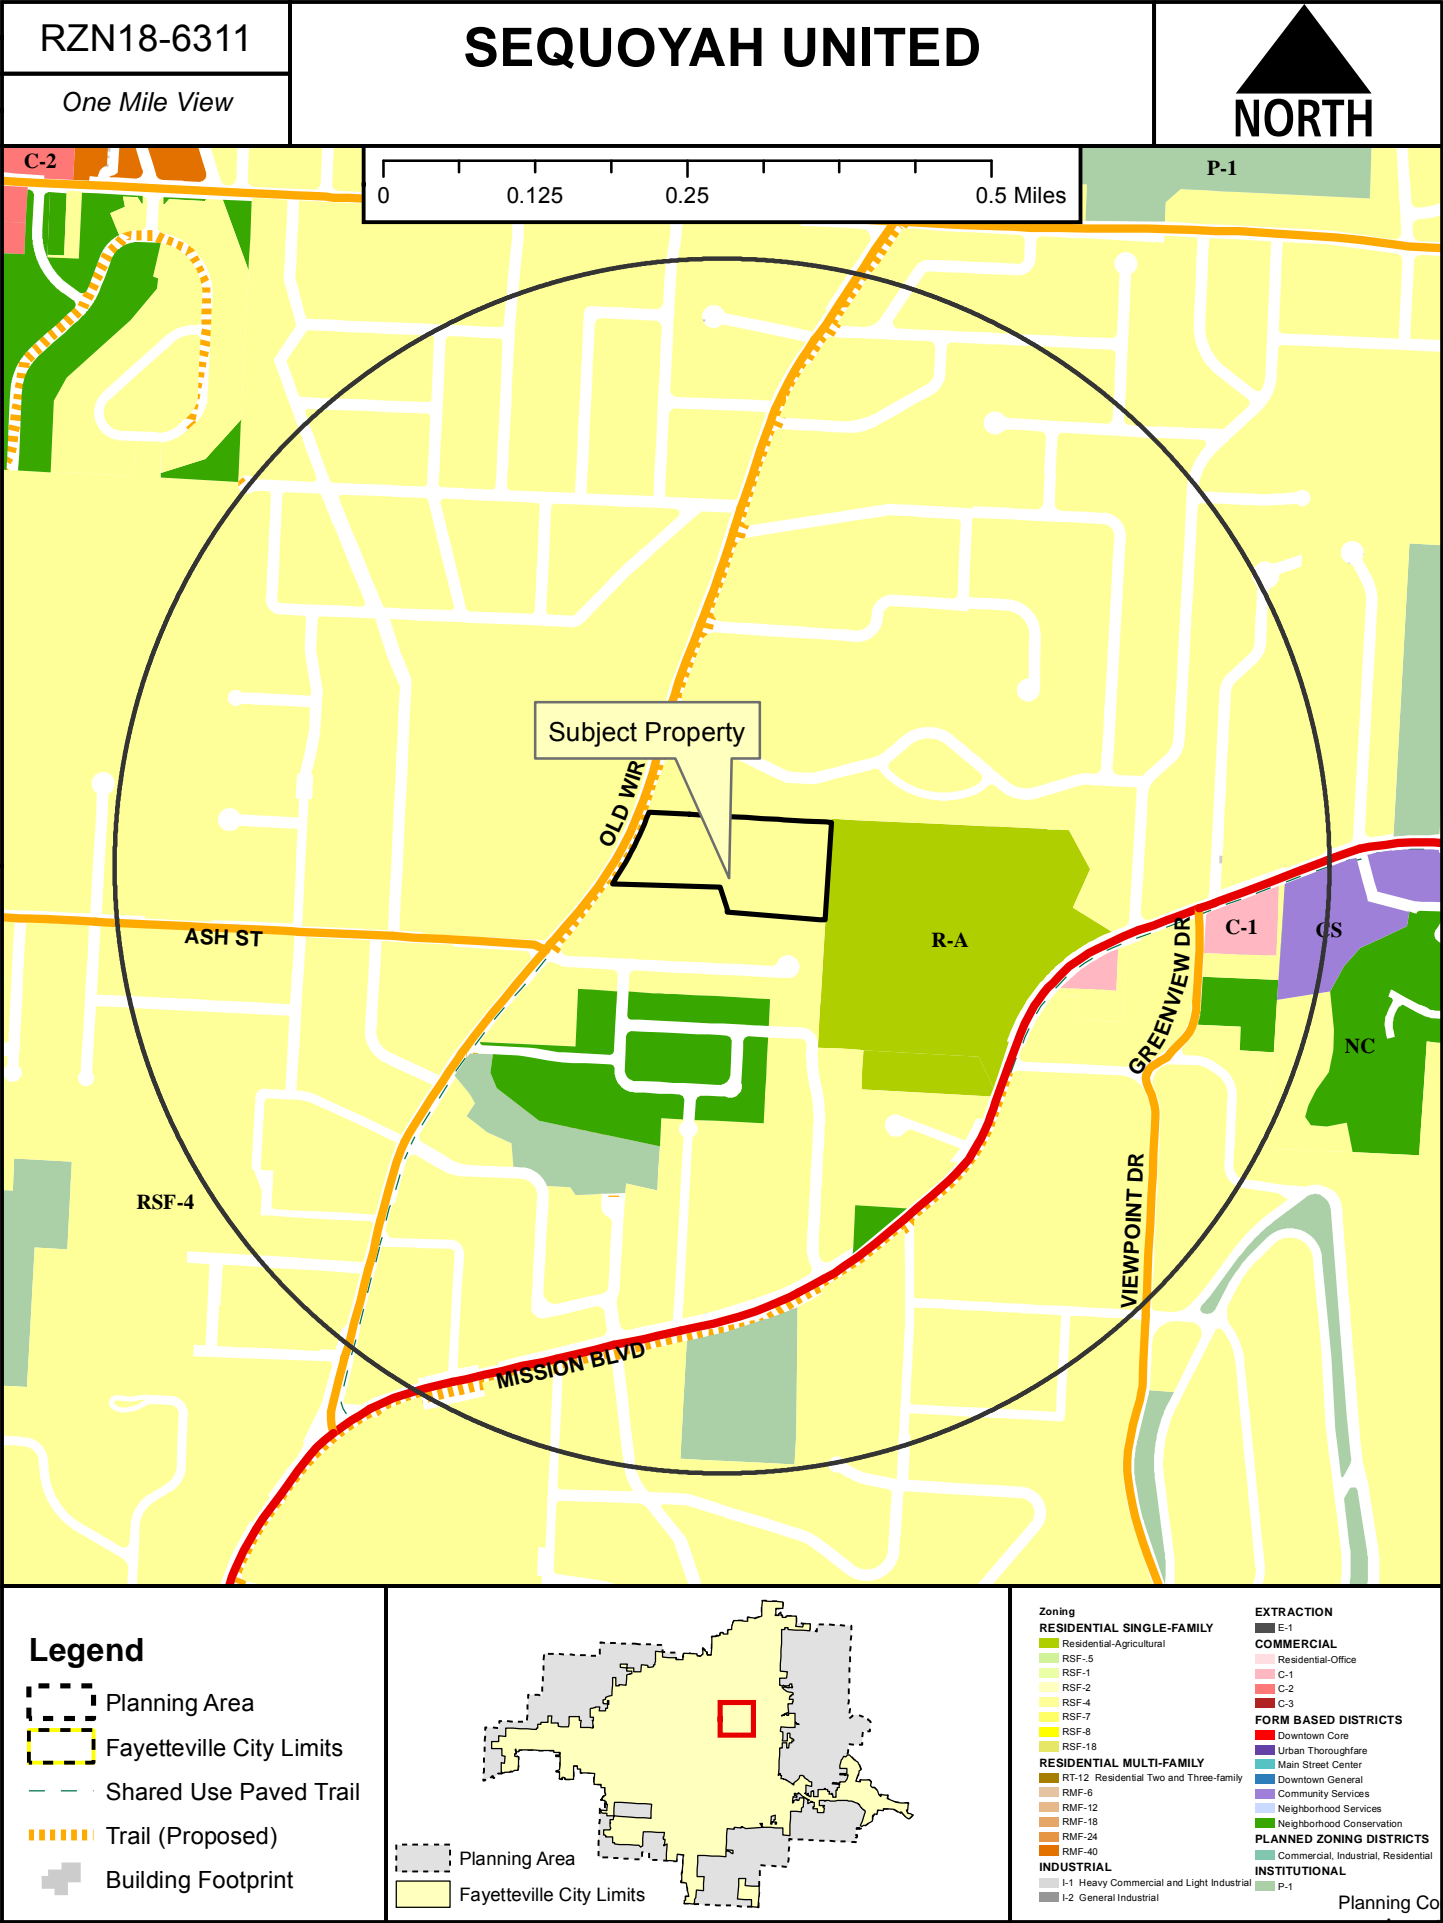 RZN18-6311
One Mile View
SEQUOYAH UNITED
NORTH
0 0.125 0.25 0.5 Miles
C-2
P-1
Subject Property
OLD WIR
ASH ST
R-A
C-1
CS
GREENVIEW DR
NC
RSF-4
VIEWPOINT DR
MISSION BLVD
Legend
Planning Area
Fayetteville City Limits
Shared Use Paved Trail
Trail (Proposed)
Building Footprint
Planning Area
Fayetteville City Limits
Zoning
RESIDENTIAL SINGLE-FAMILY
Residential-Agricultural
RSF-.5
RSF-1
RSF-2
RSF-4
RSF-7
RSF-8
RSF-18
RESIDENTIAL MULTI-FAMILY
RT-12 Residential Two and Three-family
RMF-6
RMF-12
RMF-18
RMF-24
RMF-40
INDUSTRIAL
I-1 Heavy Commercial and Light Industrial
I-2 General Industrial
EXTRACTION
E-1
COMMERCIAL
Residential-Office
C-1
C-2
C-3
FORM BASED DISTRICTS
Downtown Core
Urban Thoroughfare
Main Street Center
Downtown General
Community Services
Neighborhood Services
Neighborhood Conservation
PLANNED ZONING DISTRICTS
Commercial, Industrial, Residential
INSTITUTIONAL
P-1
Planning Co